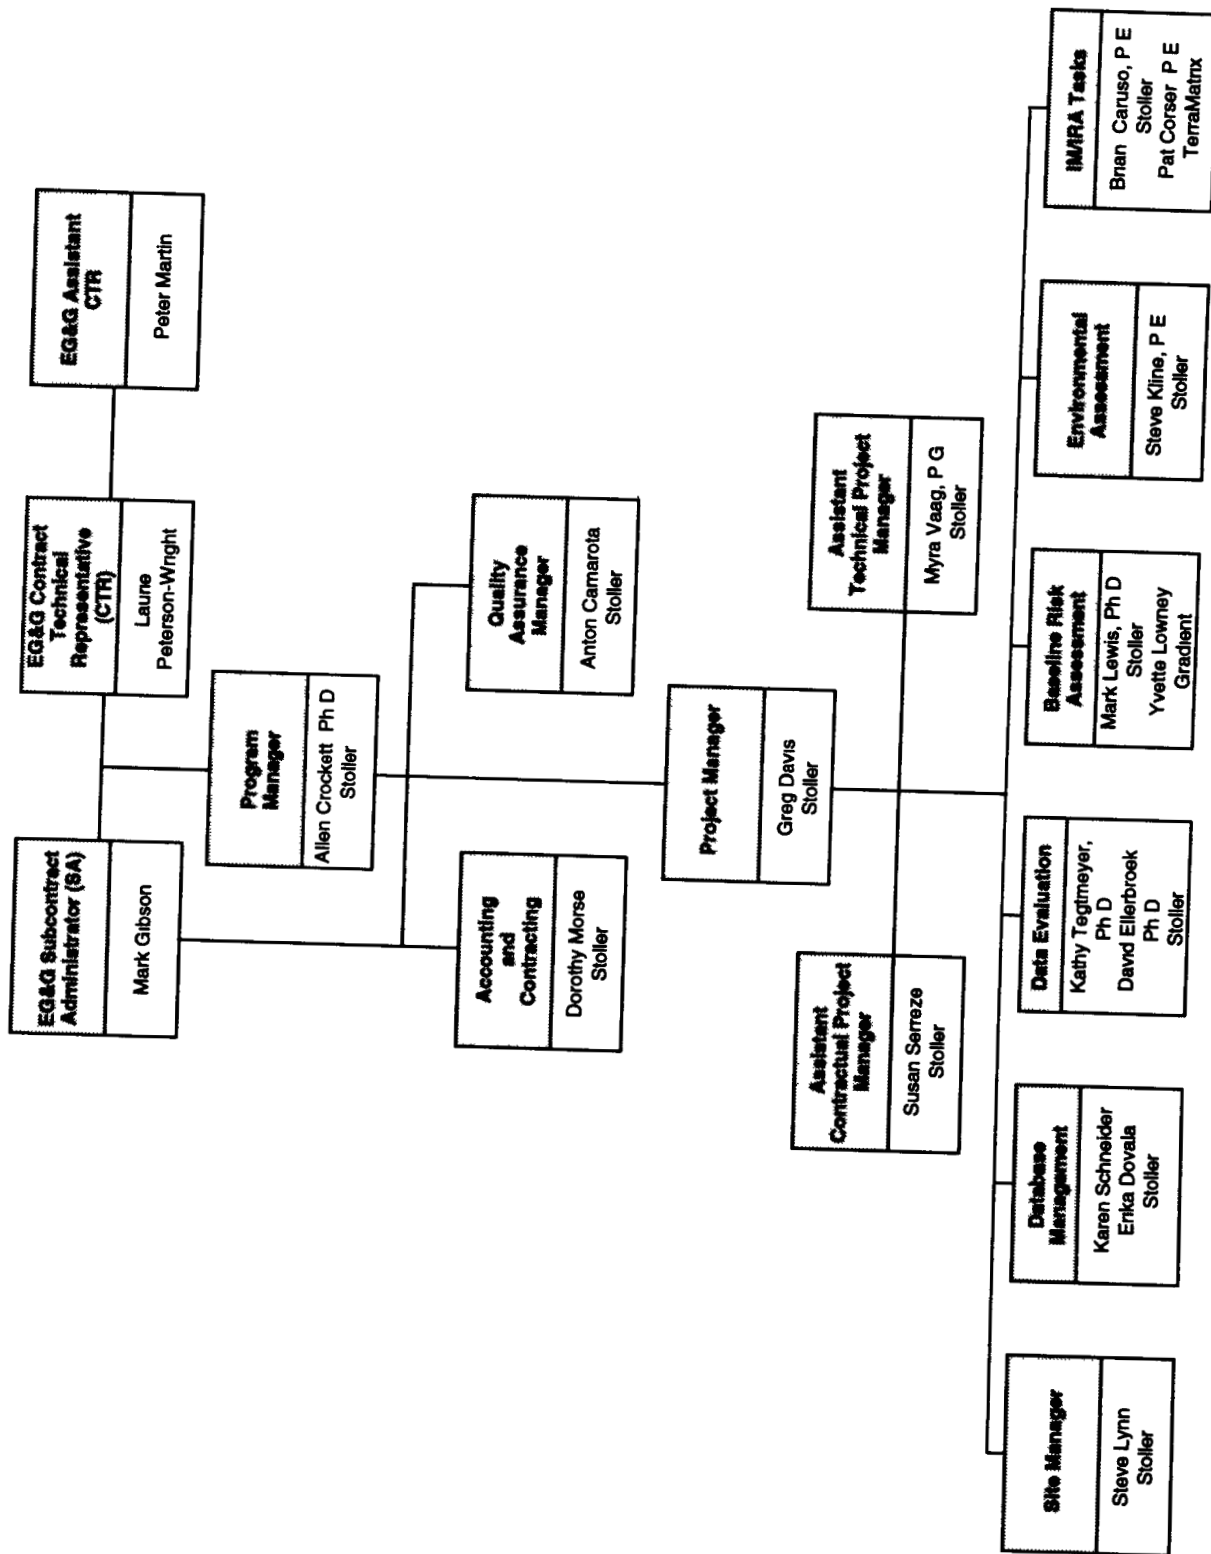 EG&G Subcontract
Administrator (SA)
Mark Gibson
EG&G Contract
Technical
Representative
(CTR)
Laurie
Peterson-Wright
EG&G Assistant
CTR
Peter Martin
Program
Manager
Allen Crockett Ph D
Stoller
Accounting
and
Contracting
Dorothy Morse
Stoller
Quality
Assurance
Manager
Anton Camarota
Stoller
Project Manager
Greg Davis
Stoller
Assistant
Contractual Project
Manager
Susan Serreze
Stoller
Assistant
Technical Project
Manager
Myra Vaag, P G
Stoller
Site Manager
Steve Lynn
Stoller
Database
Management
Karen Schneider
Erika Dovala
Stoller
Data Evaluation
Kathy Tegtmeyer,
Ph D
David Ellerbroek
Ph D
Stoller
Baseline Risk
Assessment
Mark Lewis, Ph D
Stoller
Yvette Lowney
Gradient
Environmental
Assessment
Steve Kline, P E
Stoller
IM/IRA Tasks
Brian Caruso, P E
Stoller
Pat Corser P E
TerraMatrix